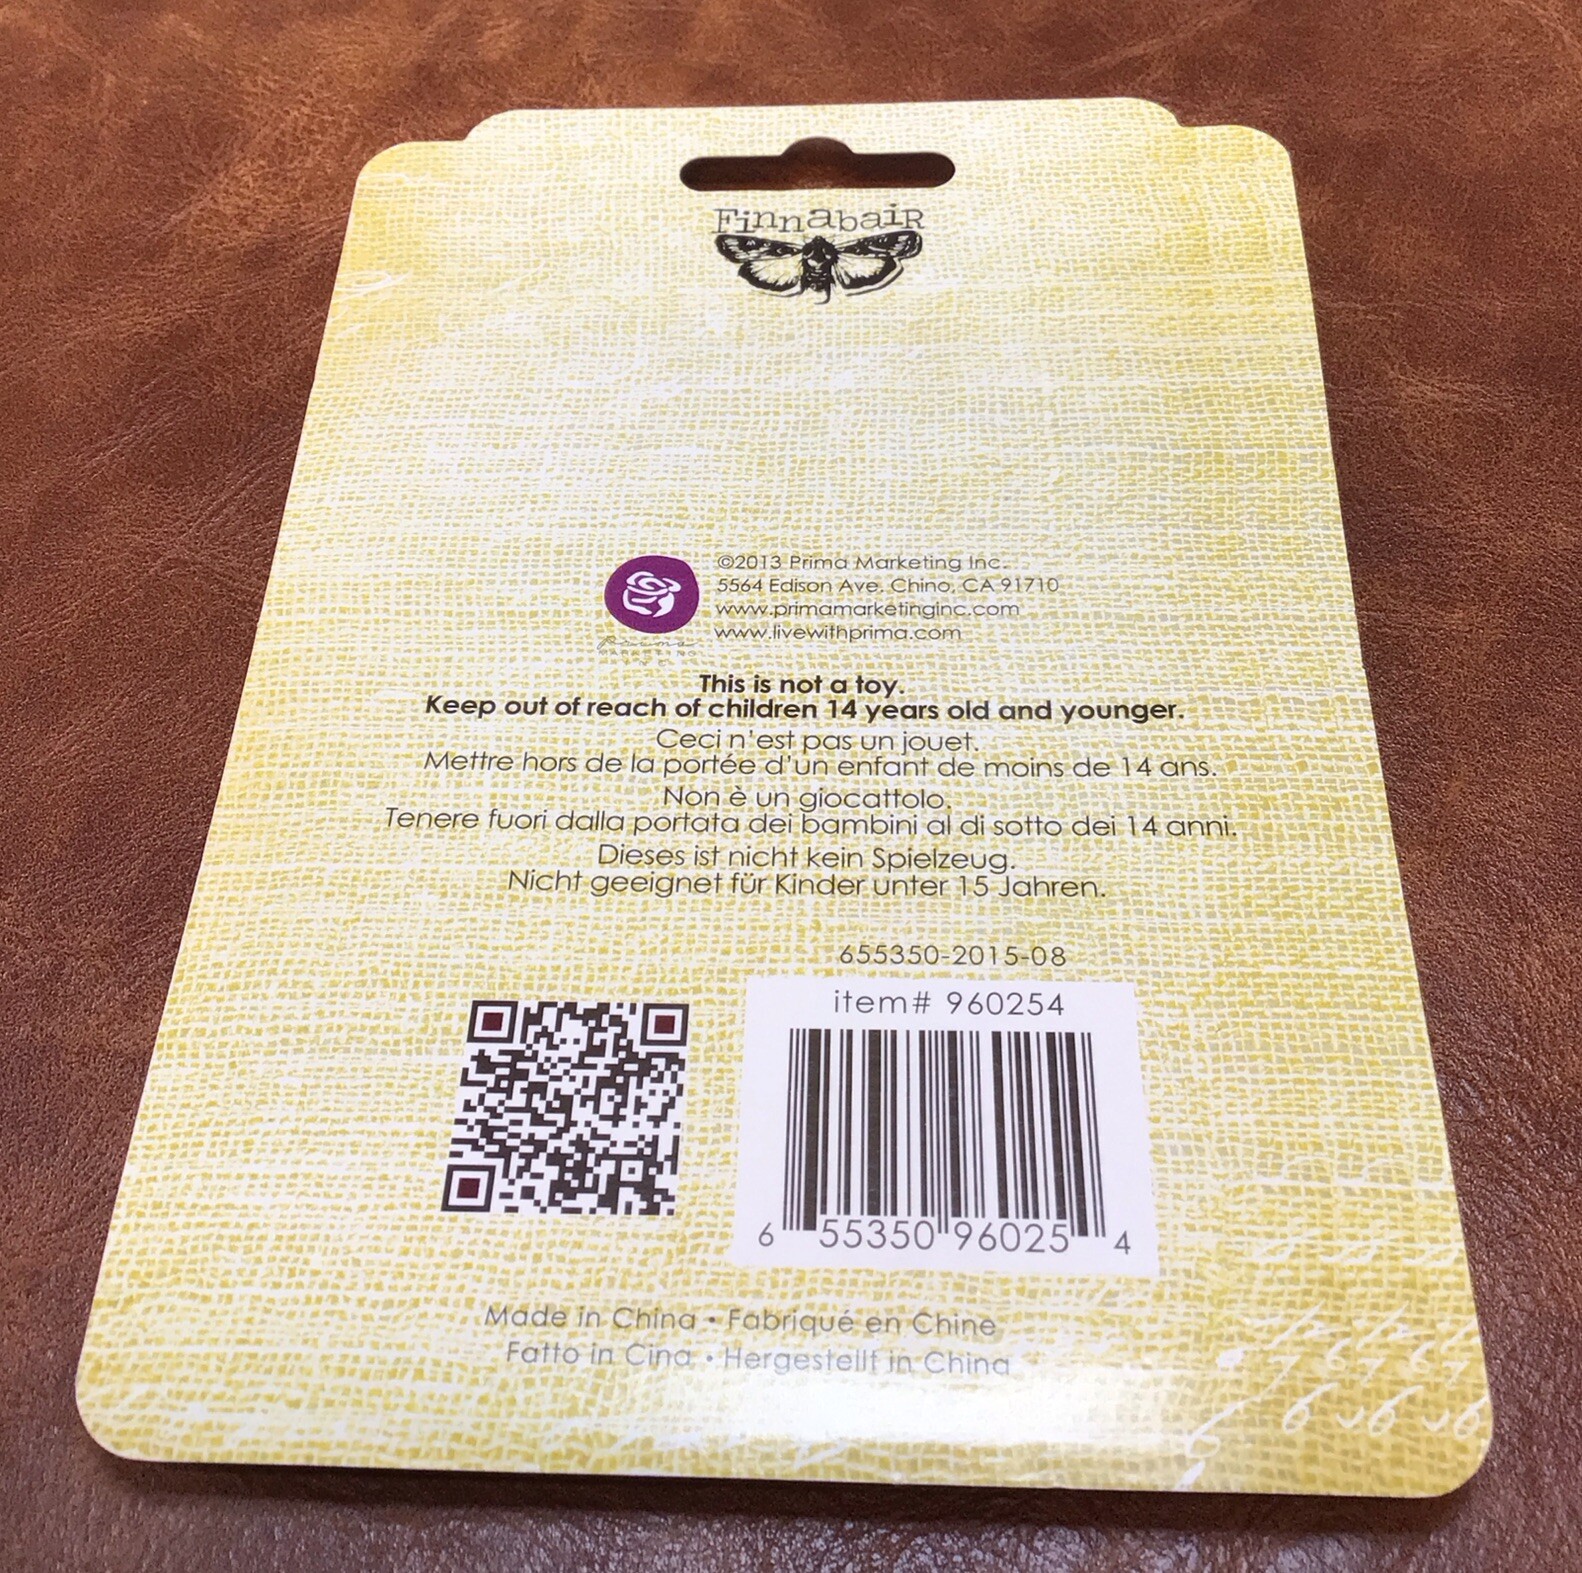 Finnabair
©2013 Prima Marketing Inc.
5564 Edison Ave. Chino, CA 91710
www.primamarketinginc.com
www.livewithprima.com
Prima
MARKETING
INC
This is not a toy.
Keep out of reach of children 14 years old and younger.
Ceci n'est pas un jouet.
Mettre hors de la portée d'un enfant de moins de 14 ans.
Non è un giocattolo.
Tenere fuori dalla portata dei bambini al di sotto dei 14 anni.
Dieses ist nicht kein Spielzeug.
Nicht geeignet für Kinder unter 15 Jahren.
655350-2015-08
item# 960254
6 55350 96025 4
Made in China • Fabriqué en Chine
Fatto in Cina • Hergestellt in China